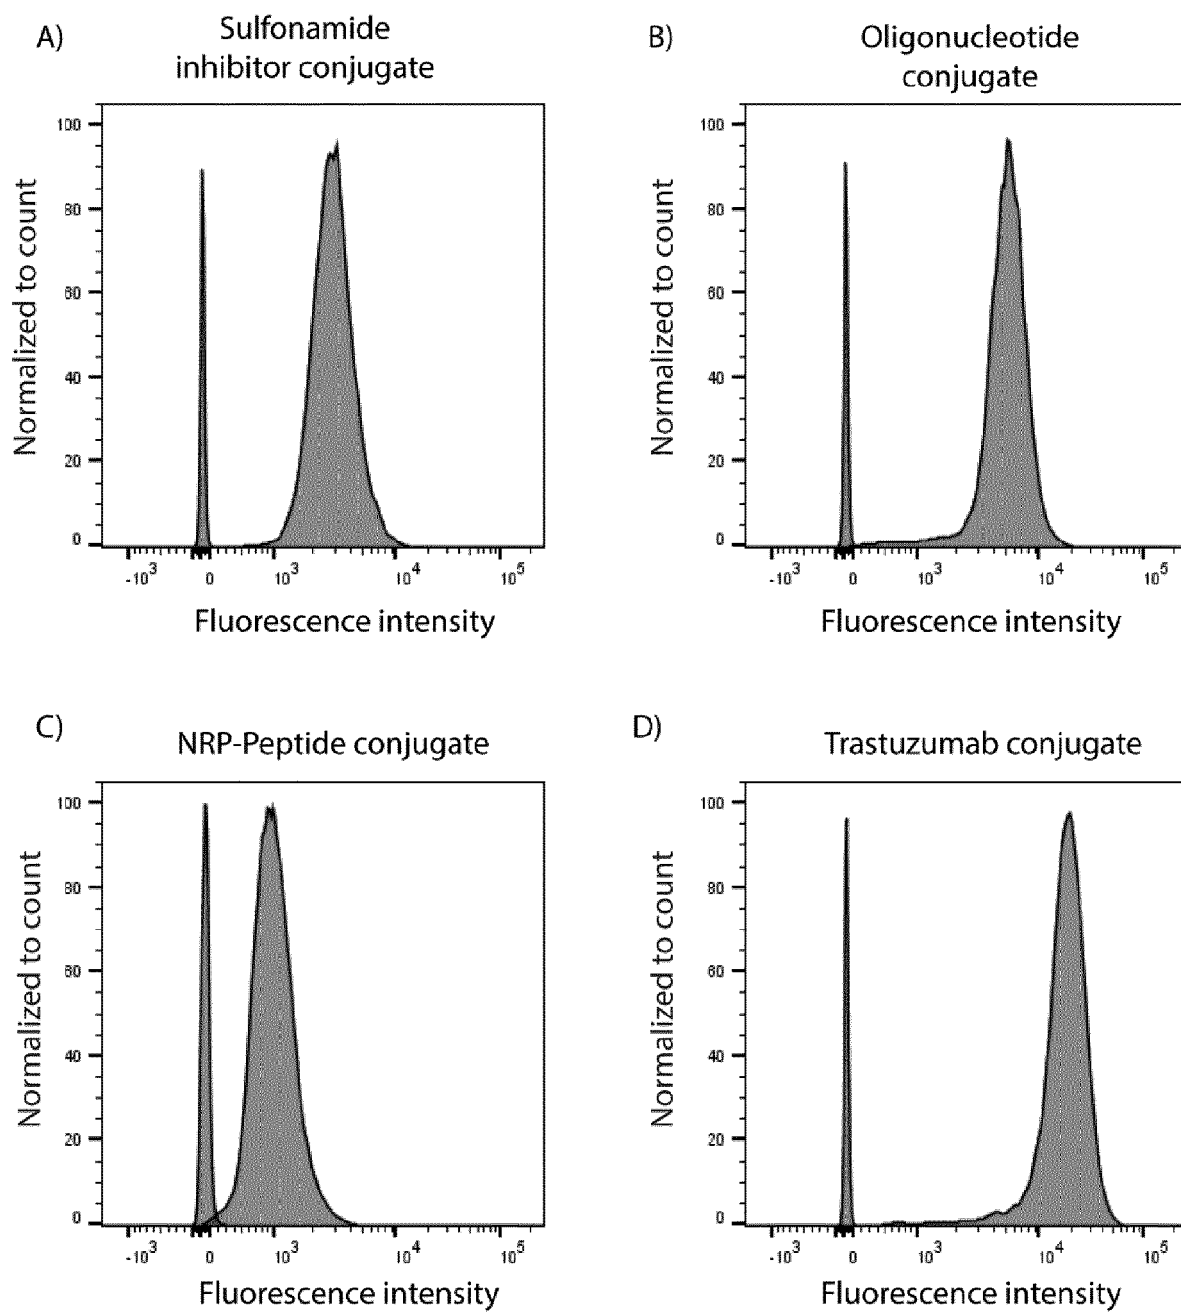 A)
Sulfonamide
inhibitor conjugate
Normalized to count
100
80
60
40
20
0
-10³ 0 10³ 10⁴ 10⁵
Fluorescence intensity
B)
Oligonucleotide
conjugate
Normalized to count
100
80
60
40
20
0
-10³ 0 10³ 10⁴ 10⁵
Fluorescence intensity
C)
NRP-Peptide conjugate
Normalized to count
100
80
60
40
20
0
-10³ 0 10³ 10⁴ 10⁵
Fluorescence intensity
D)
Trastuzumab conjugate
Normalized to count
100
80
60
40
20
0
-10³ 0 10³ 10⁴ 10⁵
Fluorescence intensity